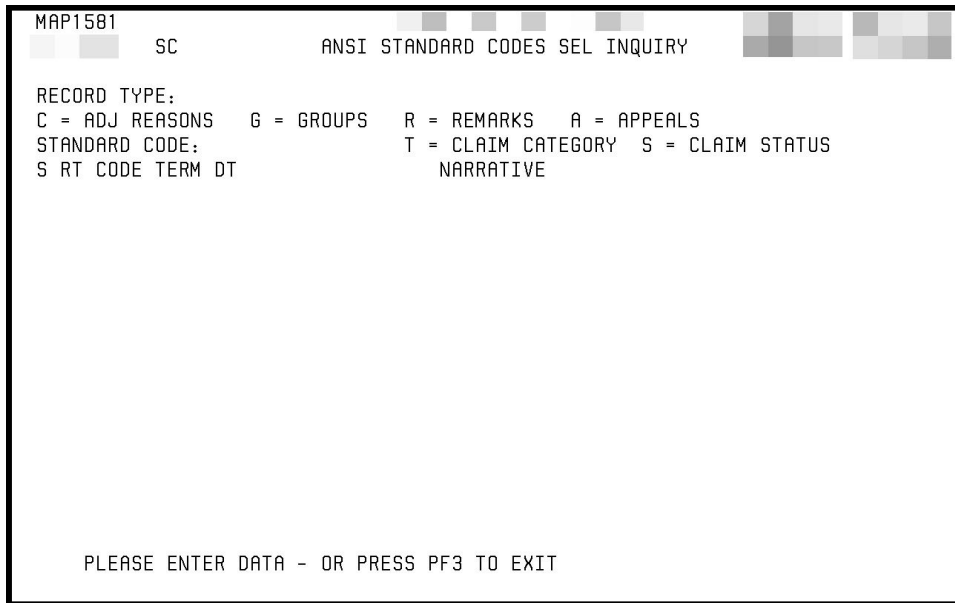 MAP1581
SC ANSI STANDARD CODES SEL INQUIRY
RECORD TYPE:
C = ADJ REASONS G = GROUPS R = REMARKS A = APPEALS
STANDARD CODE: T = CLAIM CATEGORY S = CLAIM STATUS
S RT CODE TERM DT NARRATIVE
PLEASE ENTER DATA - OR PRESS PF3 TO EXIT